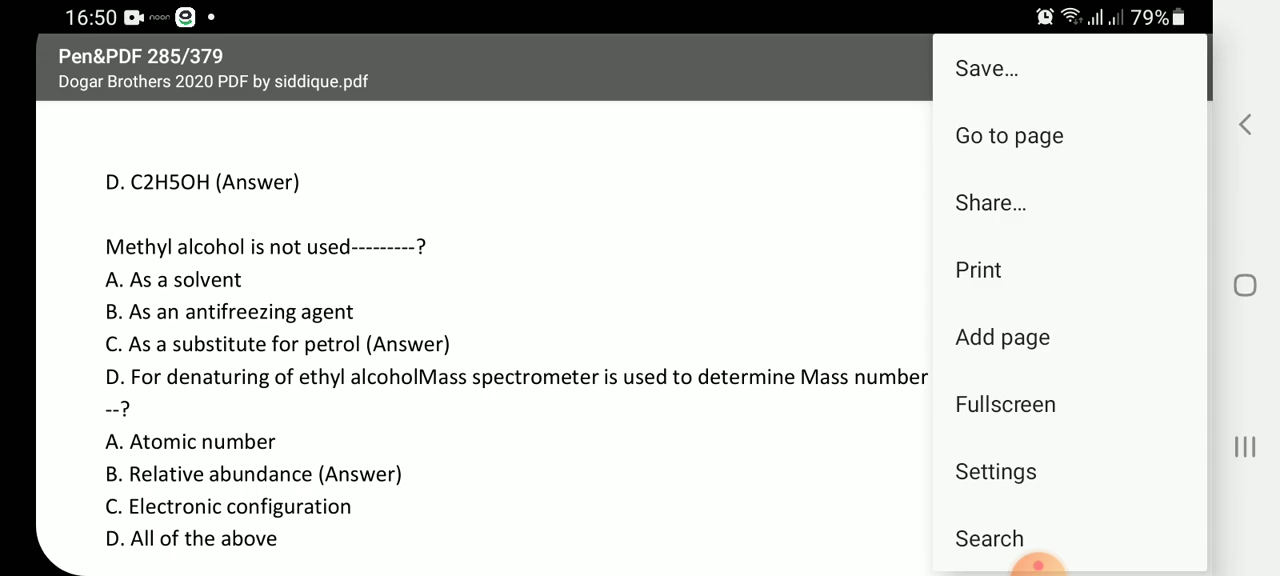 16:50 noon 79%
Pen&PDF 285/379
Dogar Brothers 2020 PDF by siddique.pdf
D. C2H5OH (Answer)
Methyl alcohol is not used---------?
A. As a solvent
B. As an antifreezing agent
C. As a substitute for petrol (Answer)
D. For denaturing of ethyl alcoholMass spectrometer is used to determine Mass number
--?
A. Atomic number
B. Relative abundance (Answer)
C. Electronic configuration
D. All of the above
Save...
Go to page
Share...
Print
Add page
Fullscreen
Settings
Search